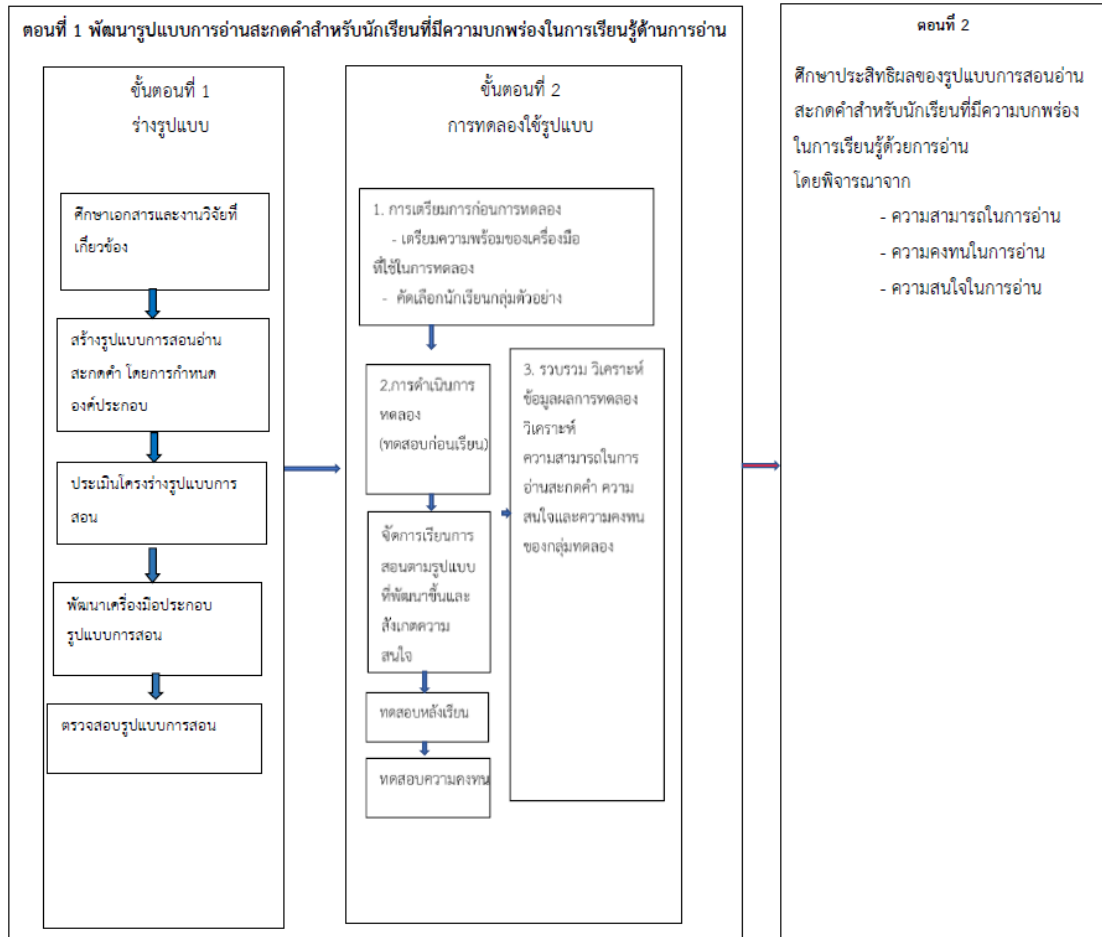 ตอนที่ 1 พัฒนารูปแบบการอ่านสะกดคำสำหรับนักเรียนที่มีความบกพร่องในการเรียนรู้ด้านการอ่าน
ขั้นตอนที่ 1
ร่างรูปแบบ
ศึกษาเอกสารและงานวิจัยที่
เกี่ยวข้อง
สร้างรูปแบบการสอนอ่าน
สะกดคำ โดยการกำหนด
องค์ประกอบ
ประเมินโครงร่างรูปแบบการ
สอน
พัฒนาเครื่องมือประกอบ
รูปแบบการสอน
ตรวจสอบรูปแบบการสอน
ขั้นตอนที่ 2
การทดลองใช้รูปแบบ
1. การเตรียมการก่อนการทดลอง
- เตรียมความพร้อมของเครื่องมือ
ที่ใช้ในการทดลอง
- คัดเลือกนักเรียนกลุ่มตัวอย่าง
2.การดำเนินการ
ทดลอง
(ทดสอบก่อนเรียน)
จัดการเรียนการ
สอนตามรูปแบบ
ที่พัฒนาขึ้นและ
สังเกตความ
สนใจ
ทดสอบหลังเรียน
ทดสอบความคงทน
3. รวบรวม วิเคราะห์
ข้อมูลผลการทดลอง
วิเคราะห์
ความสามารถในการ
อ่านสะกดคำ ความ
สนใจและความคงทน
ของกลุ่มทดลอง
ตอนที่ 2
ศึกษาประสิทธิผลของรูปแบบการสอนอ่าน
สะกดคำสำหรับนักเรียนที่มีความบกพร่อง
ในการเรียนรู้ด้วยการอ่าน
โดยพิจารณาจาก
- ความสามารถในการอ่าน
- ความคงทนในการอ่าน
- ความสนใจในการอ่าน